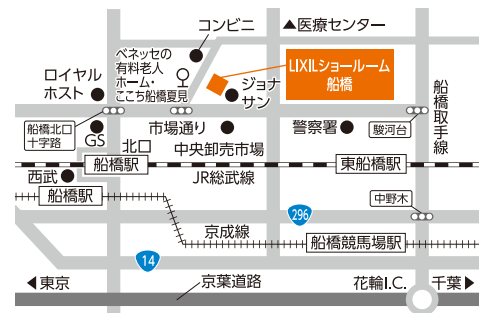 コンビニ
▲医療センター
ベネッセの
有料老人
ホーム・
ここち船橋夏見
LIXILショールーム
船橋
ロイヤル
ホスト
ジョナ
サン
船橋取手線
船橋北口
十字路
GS
市場通り
警察署
駿河台
北口
中央卸売市場
船橋駅
東船橋駅
西武
JR総武線
船橋駅
中野木
296
京成線
船橋競馬場駅
14
◀東京
京葉道路
花輪I.C.
千葉▶